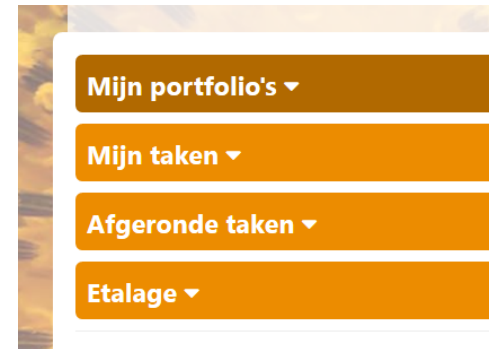 Mijn portfolio's
Mijn taken
Afgeronde taken
Etalage